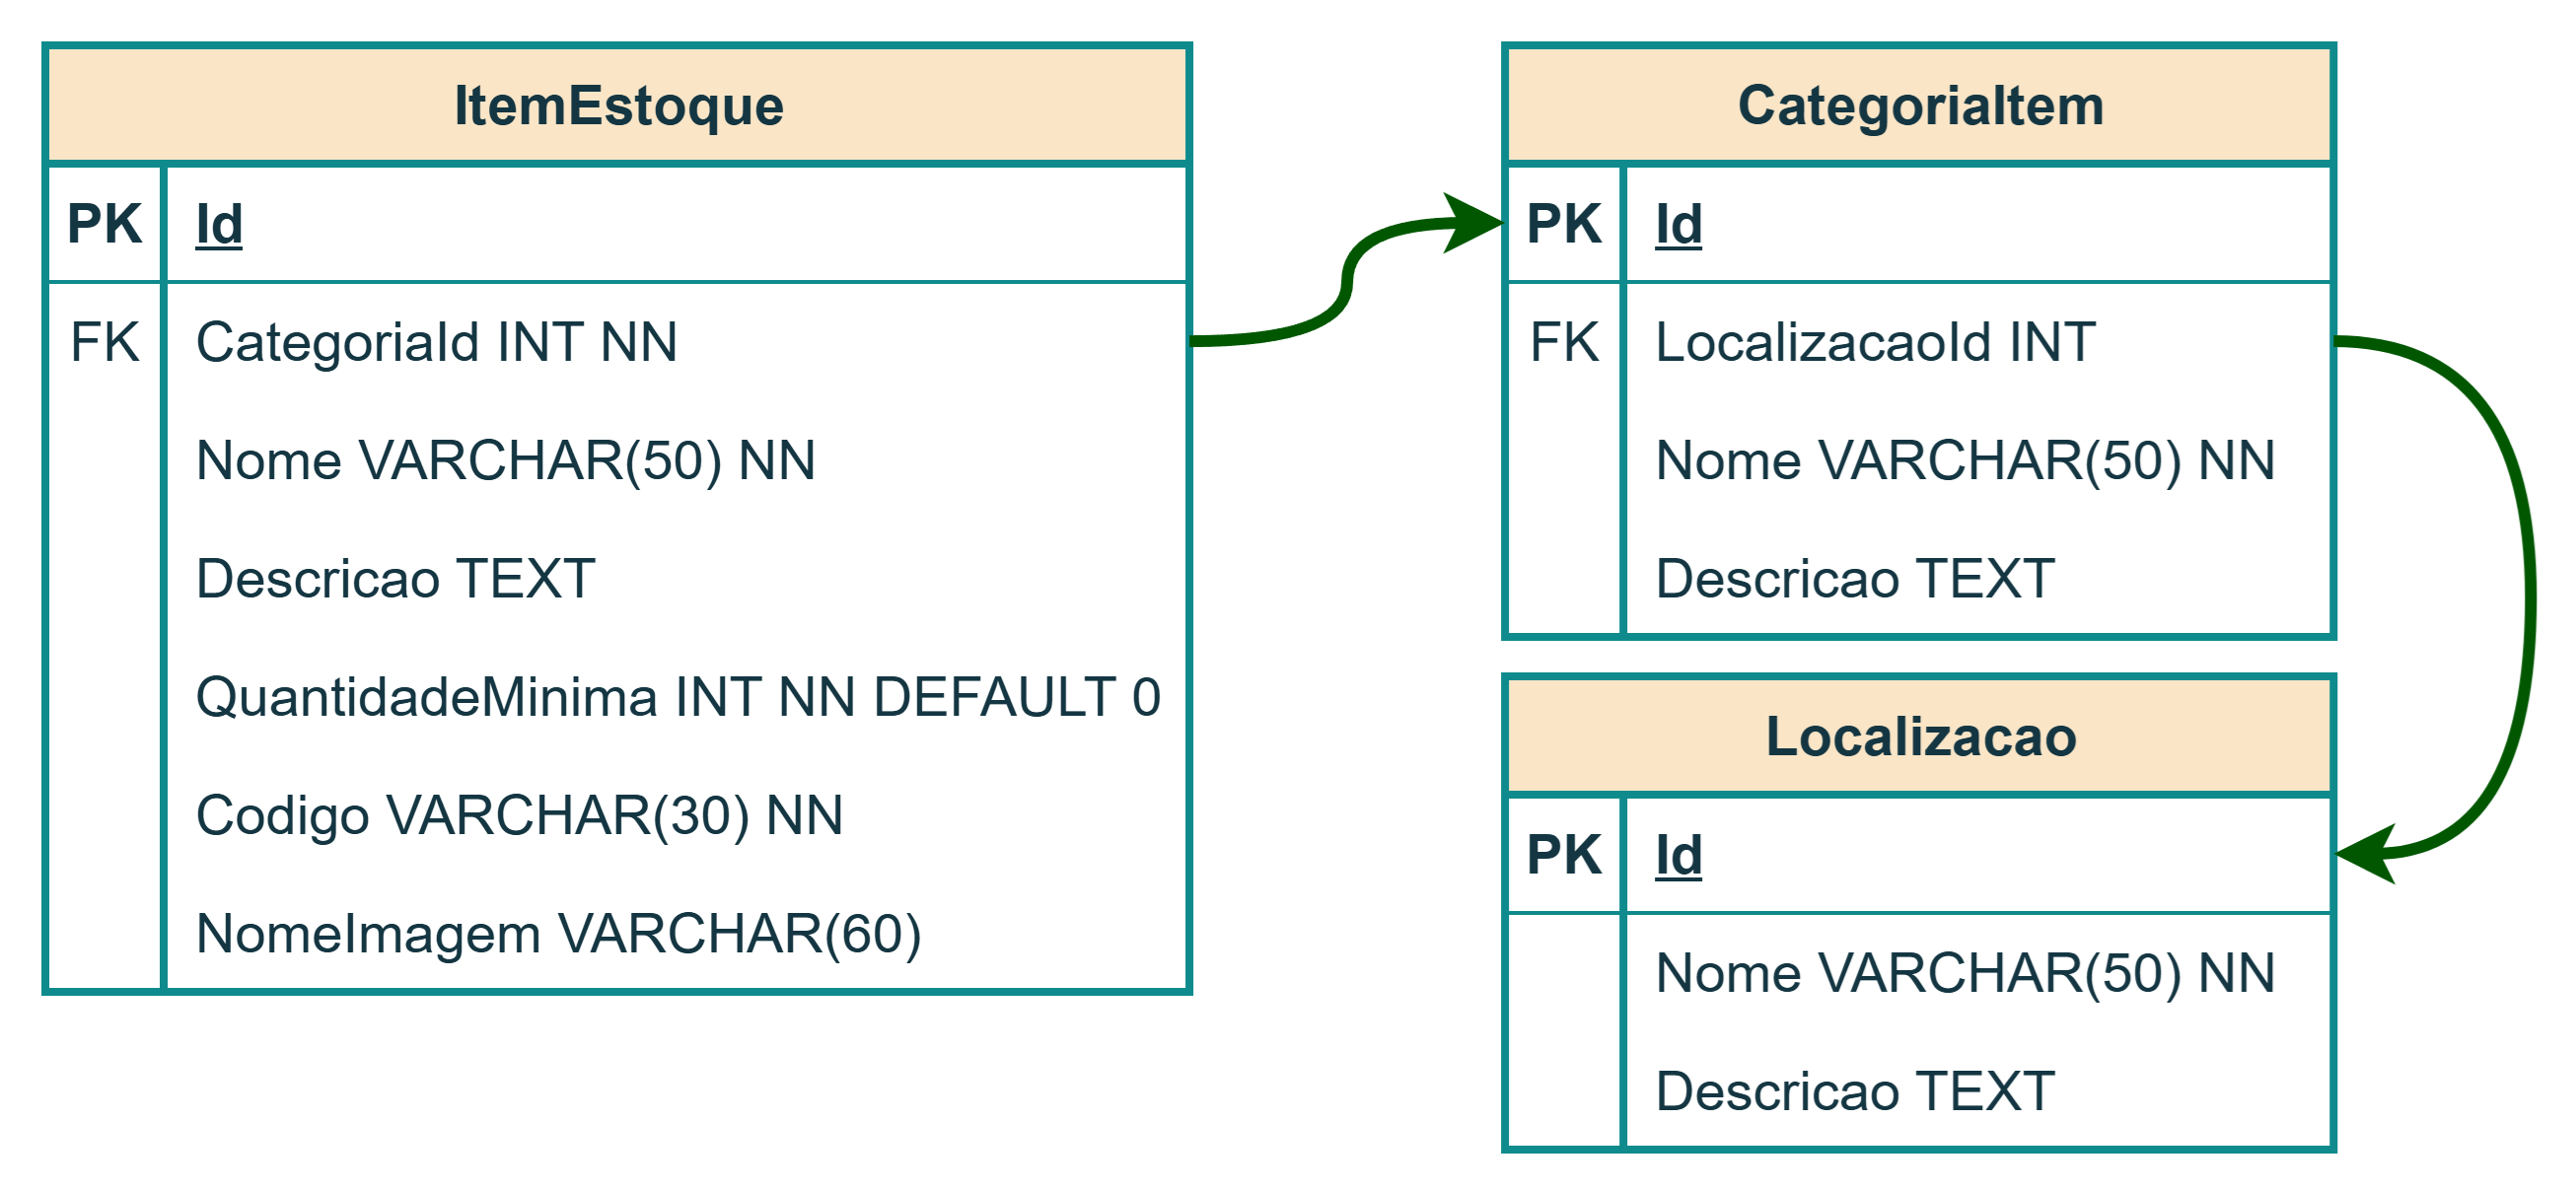 ItemEstoque
PK Id
FK CategoriaId INT NN
Nome VARCHAR(50) NN
Descricao TEXT
QuantidadeMinima INT NN DEFAULT 0
Codigo VARCHAR(30) NN
NomeImagem VARCHAR(60)
CategoriaItem
PK Id
FK LocalizacaoId INT
Nome VARCHAR(50) NN
Descricao TEXT
Localizacao
PK Id
Nome VARCHAR(50) NN
Descricao TEXT